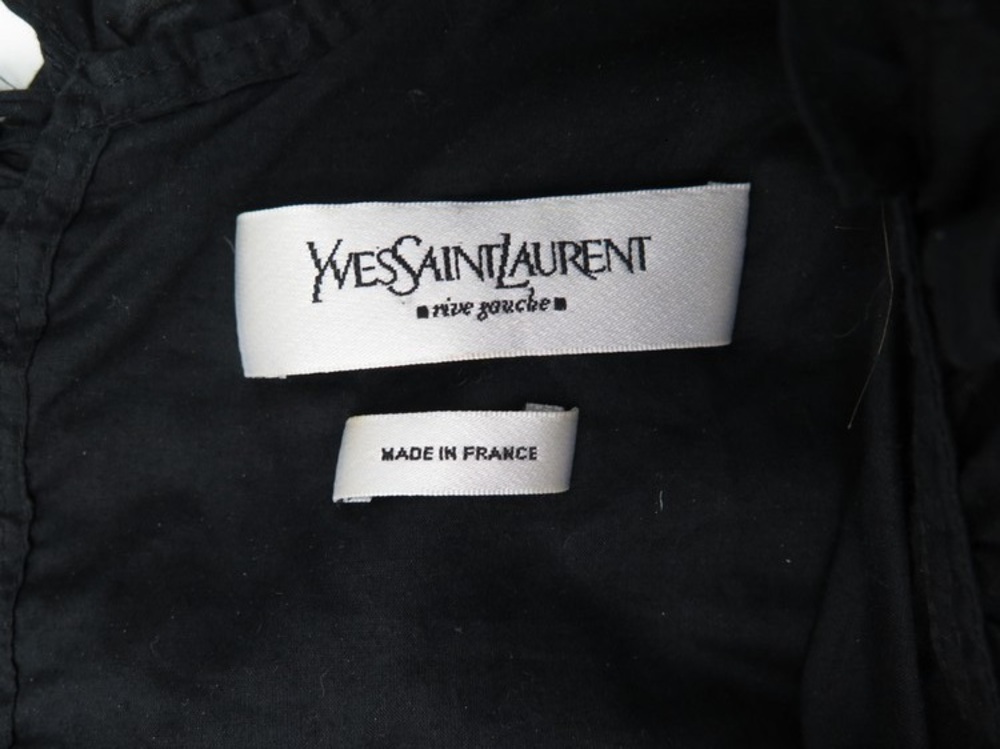 YVESSAINTLAURENT
rive gauche
MADE IN FRANCE